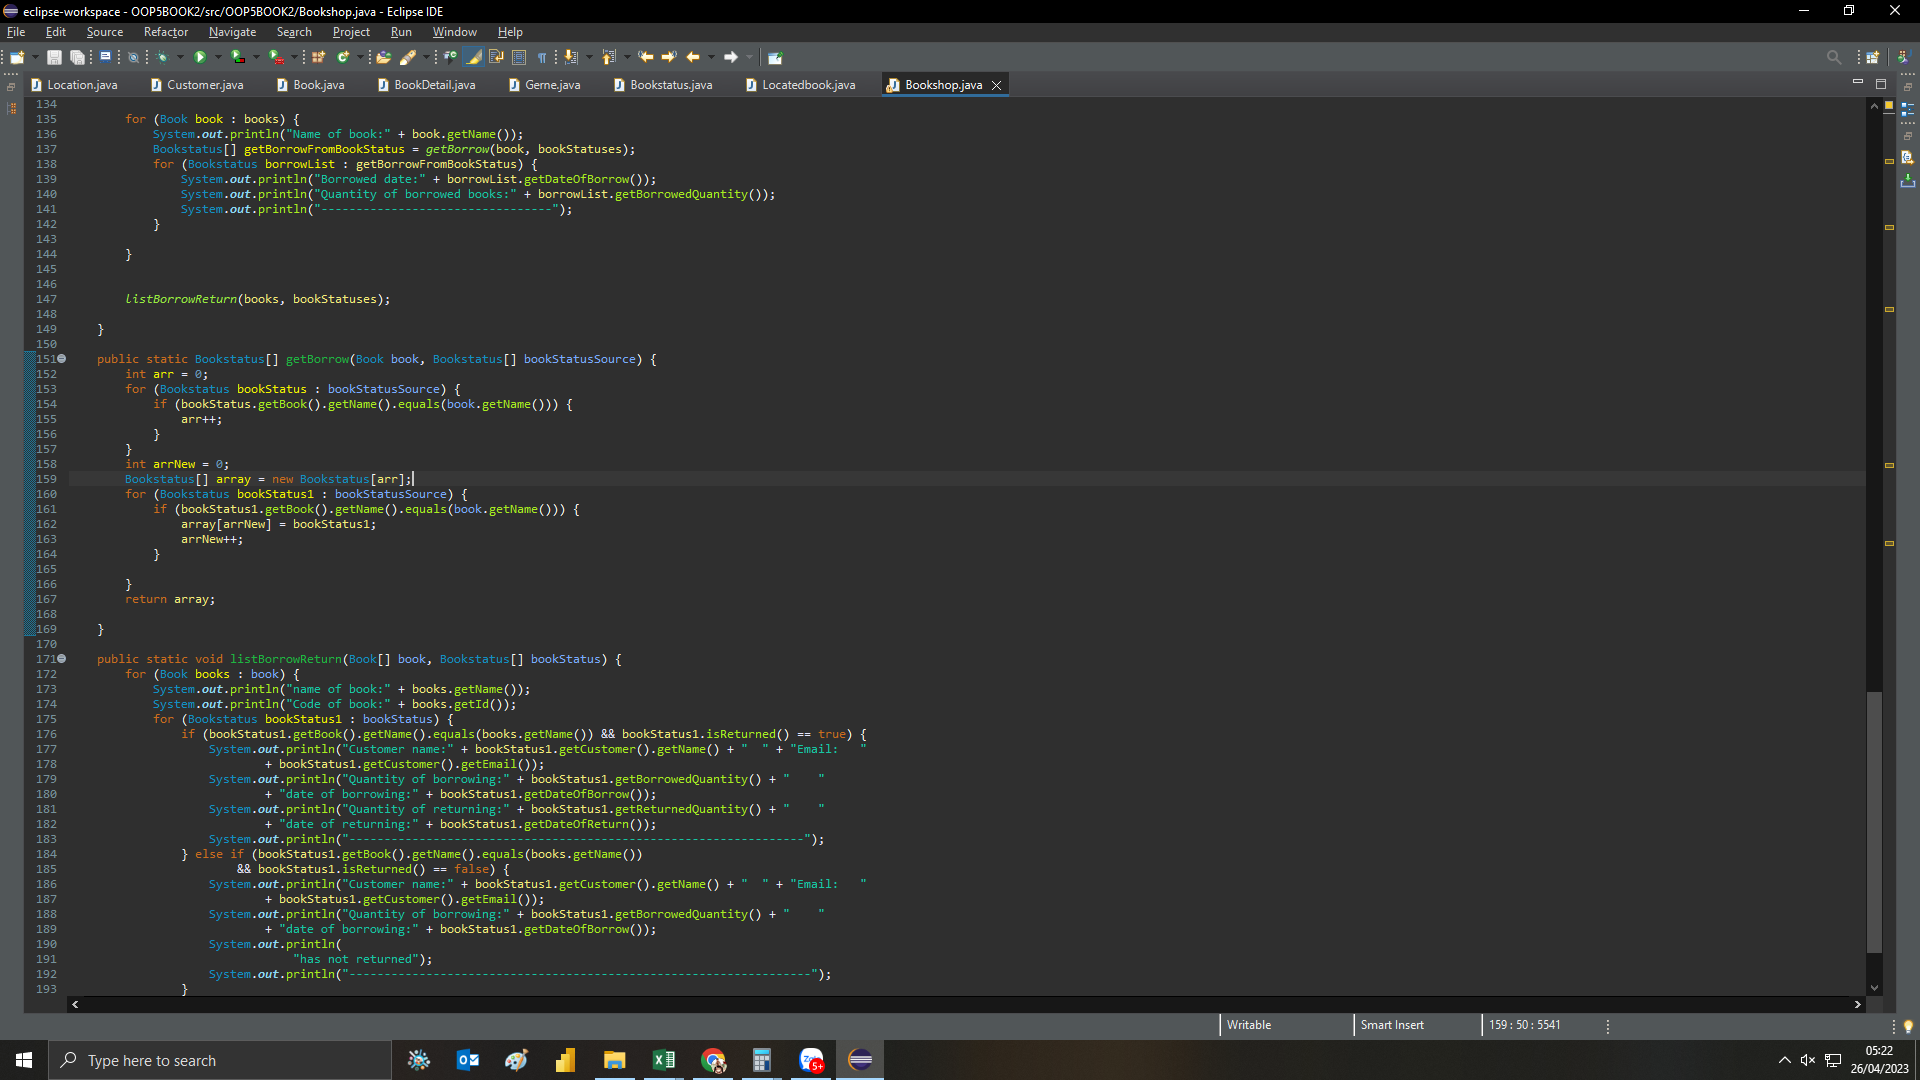 eclipse-workspace - OOP5BOOK2/src/OOP5BOOK2/Bookshop.java - Eclipse IDE
File Edit Source Refactor Navigate Search Project Run Window Help
Location.java Customer.java Book.java BookDetail.java Gerne.java Bookstatus.java Locatedbook.java Bookshop.java
134
135 for (Book book : books) {
136 System.out.println("Name of book:" + book.getName());
137 Bookstatus[] getBorrowFromBookStatus = getBorrow(book, bookStatuses);
138 for (Bookstatus borrowList : getBorrowFromBookStatus) {
139 System.out.println("Borrowed date:" + borrowList.getDateOfBorrow());
140 System.out.println("Quantity of borrowed books:" + borrowList.getBorrowedQuantity());
141 System.out.println("---------------------------------");
142 }
143
144 }
145
146
147 listBorrowReturn(books, bookStatuses);
148
149 }
150
151 public static Bookstatus[] getBorrow(Book book, Bookstatus[] bookStatusSource) {
152 int arr = 0;
153 for (Bookstatus bookStatus : bookStatusSource) {
154 if (bookStatus.getBook().getName().equals(book.getName())) {
155 arr++;
156 }
157 }
158 int arrNew = 0;
159 Bookstatus[] array = new Bookstatus[arr];
160 for (Bookstatus bookStatus1 : bookStatusSource) {
161 if (bookStatus1.getBook().getName().equals(book.getName())) {
162 array[arrNew] = bookStatus1;
163 arrNew++;
164 }
165
166 }
167 return array;
168
169 }
170
171 public static void listBorrowReturn(Book[] book, Bookstatus[] bookStatus) {
172 for (Book books : book) {
173 System.out.println("name of book:" + books.getName());
174 System.out.println("Code of book:" + books.getId());
175 for (Bookstatus bookStatus1 : bookStatus) {
176 if (bookStatus1.getBook().getName().equals(books.getName()) && bookStatus1.isReturned() == true) {
177 System.out.println("Customer name:" + bookStatus1.getCustomer().getName() + "  " + "Email:   "
178 + bookStatus1.getCustomer().getEmail());
179 System.out.println("Quantity of borrowing:" + bookStatus1.getBorrowedQuantity() + "    "
180 + "date of borrowing:" + bookStatus1.getDateOfBorrow());
181 System.out.println("Quantity of returning:" + bookStatus1.getReturnedQuantity() + "    "
182 + "date of returning:" + bookStatus1.getDateOfReturn());
183 System.out.println("-----------------------------------------------------------------");
184 } else if (bookStatus1.getBook().getName().equals(books.getName())
185 && bookStatus1.isReturned() == false) {
186 System.out.println("Customer name:" + bookStatus1.getCustomer().getName() + "  " + "Email:   "
187 + bookStatus1.getCustomer().getEmail());
188 System.out.println("Quantity of borrowing:" + bookStatus1.getBorrowedQuantity() + "    "
189 + "date of borrowing:" + bookStatus1.getDateOfBorrow());
190 System.out.println(
191 "has not returned");
192 System.out.println("------------------------------------------------------------------");
193 }
Writable Smart Insert 159 : 50 : 5541
Type here to search
5+
05:22
26/04/2023